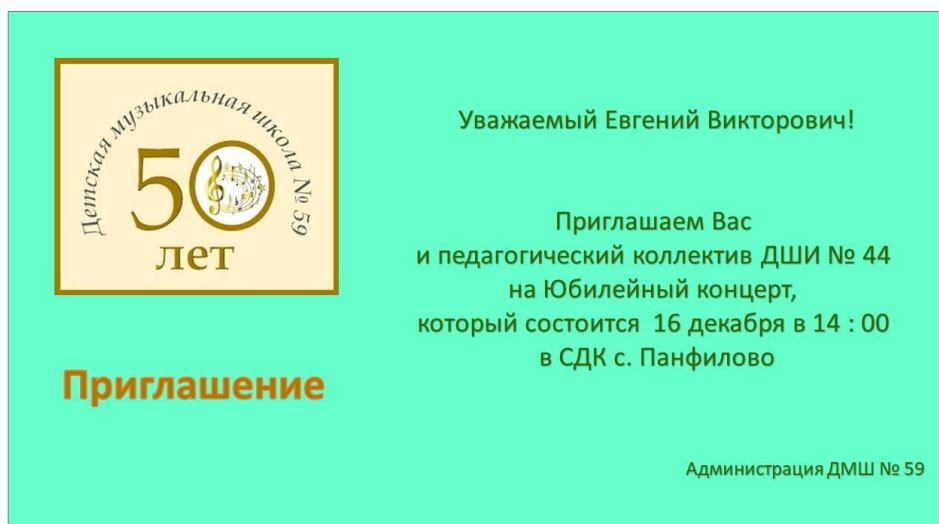 Детская музыкальная школа № 59
50
лет
Приглашение
Уважаемый Евгений Викторович!
Приглашаем Вас
и педагогический коллектив ДШИ № 44
на Юбилейный концерт,
который состоится 16 декабря в 14 : 00
в СДК с. Панфилово
Администрация ДМШ № 59